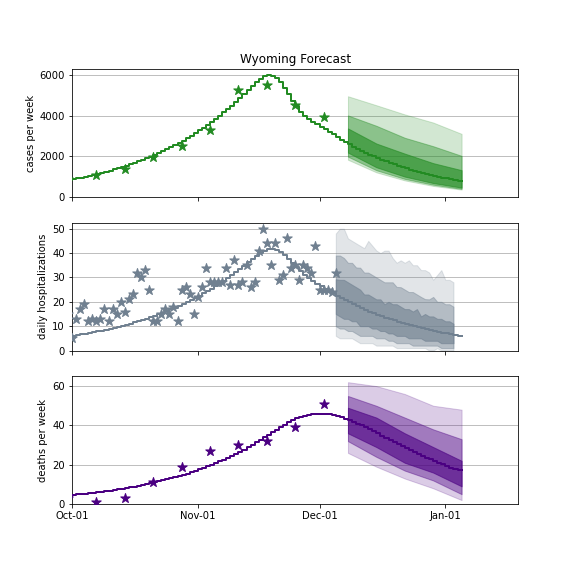 Wyoming Forecast
6000
4000
2000
0
cases per week
50
40
30
20
10
0
daily hospitalizations
60
40
20
0
deaths per week
Oct-01 Nov-01 Dec-01 Jan-01